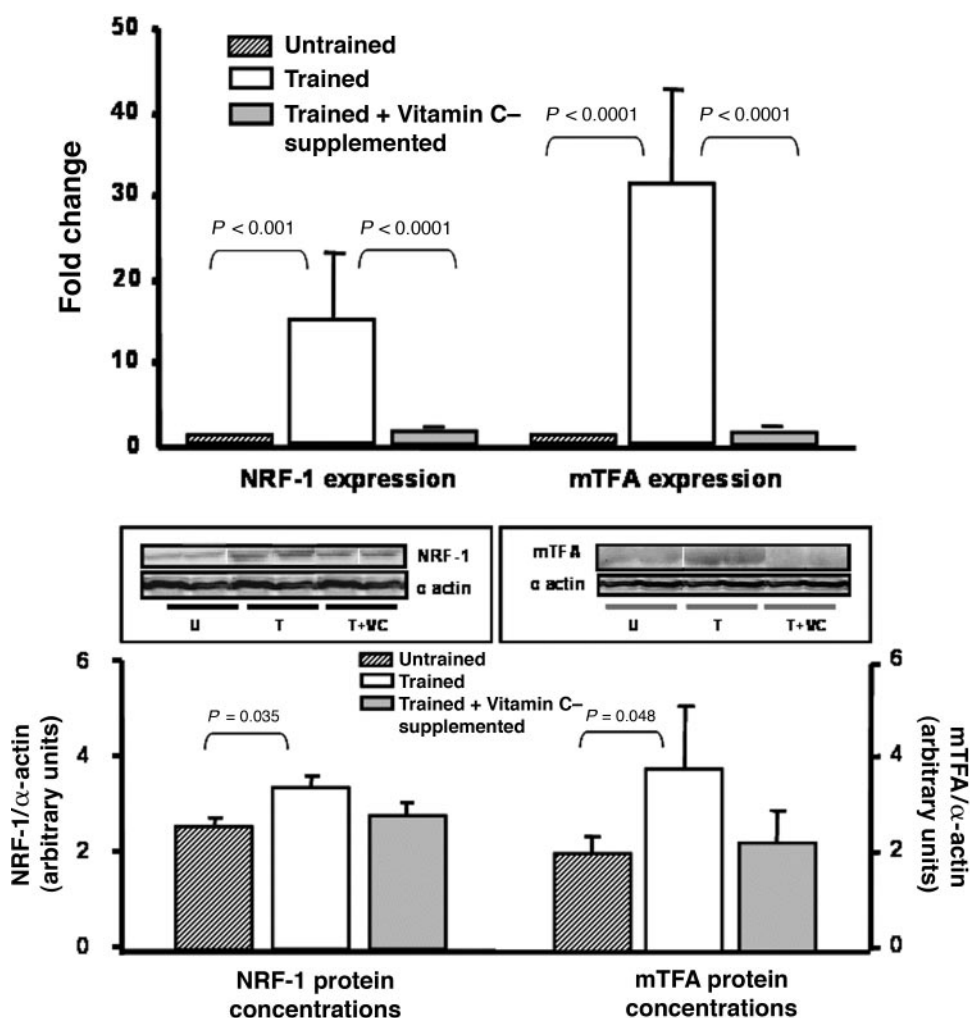 50
40
30
20
10
0
Fold change
Untrained
Trained
Trained + Vitamin C–
supplemented
P < 0.001
P < 0.0001
P < 0.0001
P < 0.0001
NRF-1 expression
mTFA expression
NRF-1
α actin
U
T
T+VC
mTFA
α actin
U
T
T+VC
6
4
2
0
NRF-1/α-actin
(arbitrary units)
Untrained
Trained
Trained + Vitamin C–
supplemented
P = 0.035
P = 0.048
6
4
2
0
mTFA/α-actin
(arbitrary units)
NRF-1 protein
concentrations
mTFA protein
concentrations